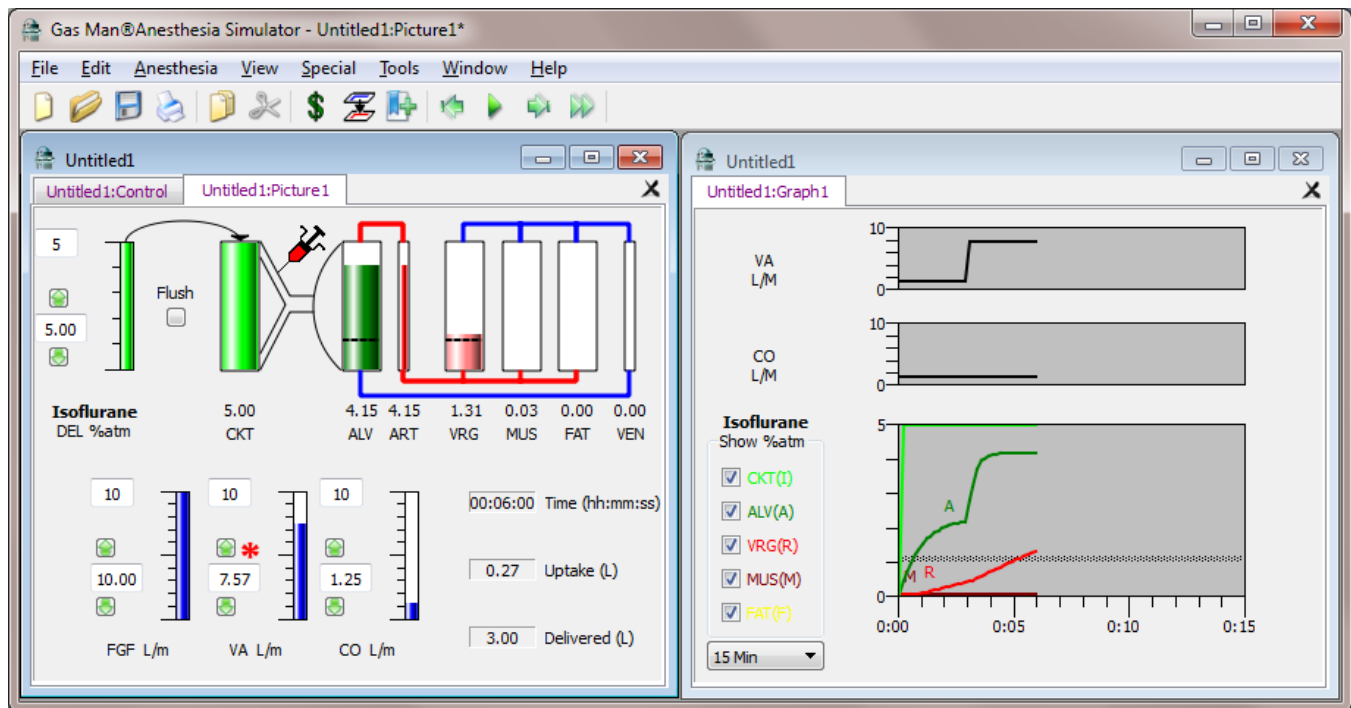 Gas Man®Anesthesia Simulator - Untitled1:Picture1*
File Edit Anesthesia View Special Tools Window Help
$
Untitled1
Untitled1:Control Untitled1:Picture1
5
Flush
5.00
Isoflurane
DEL %atm
5.00 4.15 4.15 1.31 0.03 0.00 0.00
CKT ALV ART VRG MUS FAT VEN
10 10 10
00:06:00 Time (hh:mm:ss)
*
10.00 7.57 1.25
0.27 Uptake (L)
3.00 Delivered (L)
FGF L/m VA L/m CO L/m
Untitled1
Untitled1:Graph1
10
VA
L/M
0
10
CO
L/M
0
Isoflurane
Show %atm
CKT(I)
ALV(A)
VRG(R)
MUS(M)
FAT(F)
15 Min
5
A
M R
0
0:00 0:05 0:10 0:15